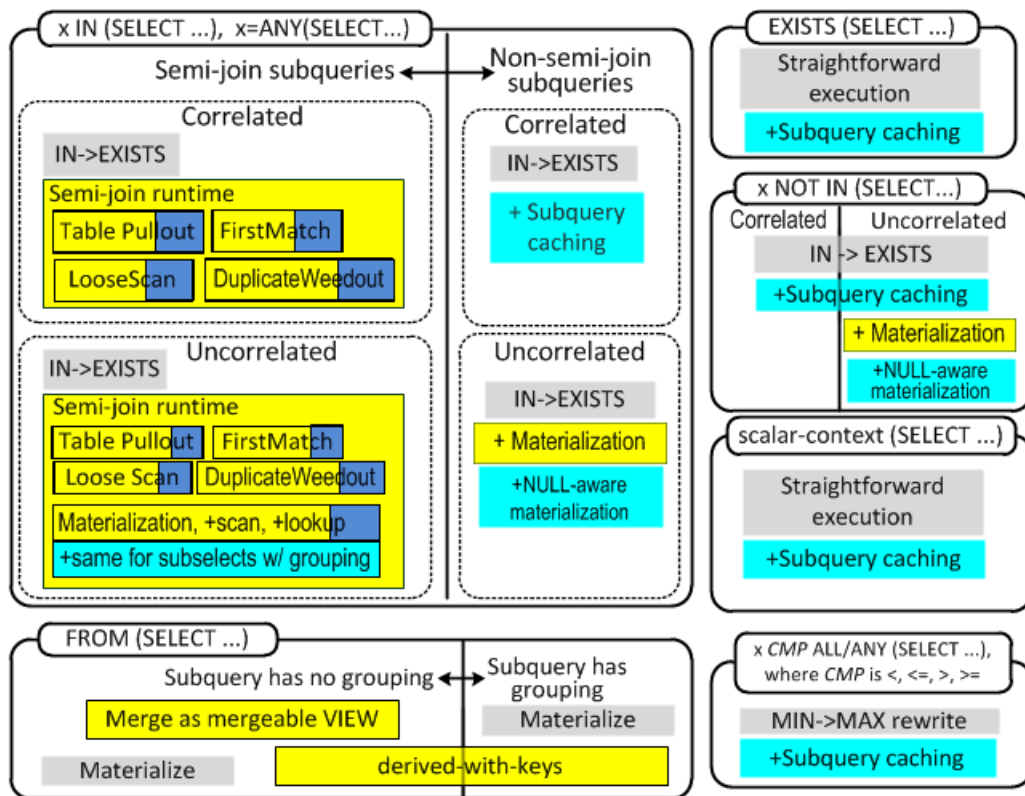 x IN (SELECT ...), x=ANY(SELECT...)
Semi-join subqueries
Non-semi-join
subqueries
Correlated
IN->EXISTS
Semi-join runtime
Table Pullout
FirstMatch
LooseScan
DuplicateWeedout
Correlated
IN->EXISTS
+ Subquery
caching
Uncorrelated
IN->EXISTS
Semi-join runtime
Table Pullout
FirstMatch
Loose Scan
DuplicateWeedout
Materialization, +scan, +lookup
+same for subselects w/ grouping
Uncorrelated
IN->EXISTS
+ Materialization
+NULL-aware
materialization
EXISTS (SELECT ...)
Straightforward
execution
+Subquery caching
x NOT IN (SELECT...)
Correlated
Uncorrelated
IN -> EXISTS
+Subquery caching
+ Materialization
+NULL-aware
materialization
scalar-context (SELECT ...)
Straightforward
execution
+Subquery caching
FROM (SELECT ...)
Subquery has no grouping
Subquery has
grouping
Merge as mergeable VIEW
Materialize
Materialize
derived-with-keys
x CMP ALL/ANY (SELECT ...),
where CMP is <, <=, >, >=
MIN->MAX rewrite
+Subquery caching